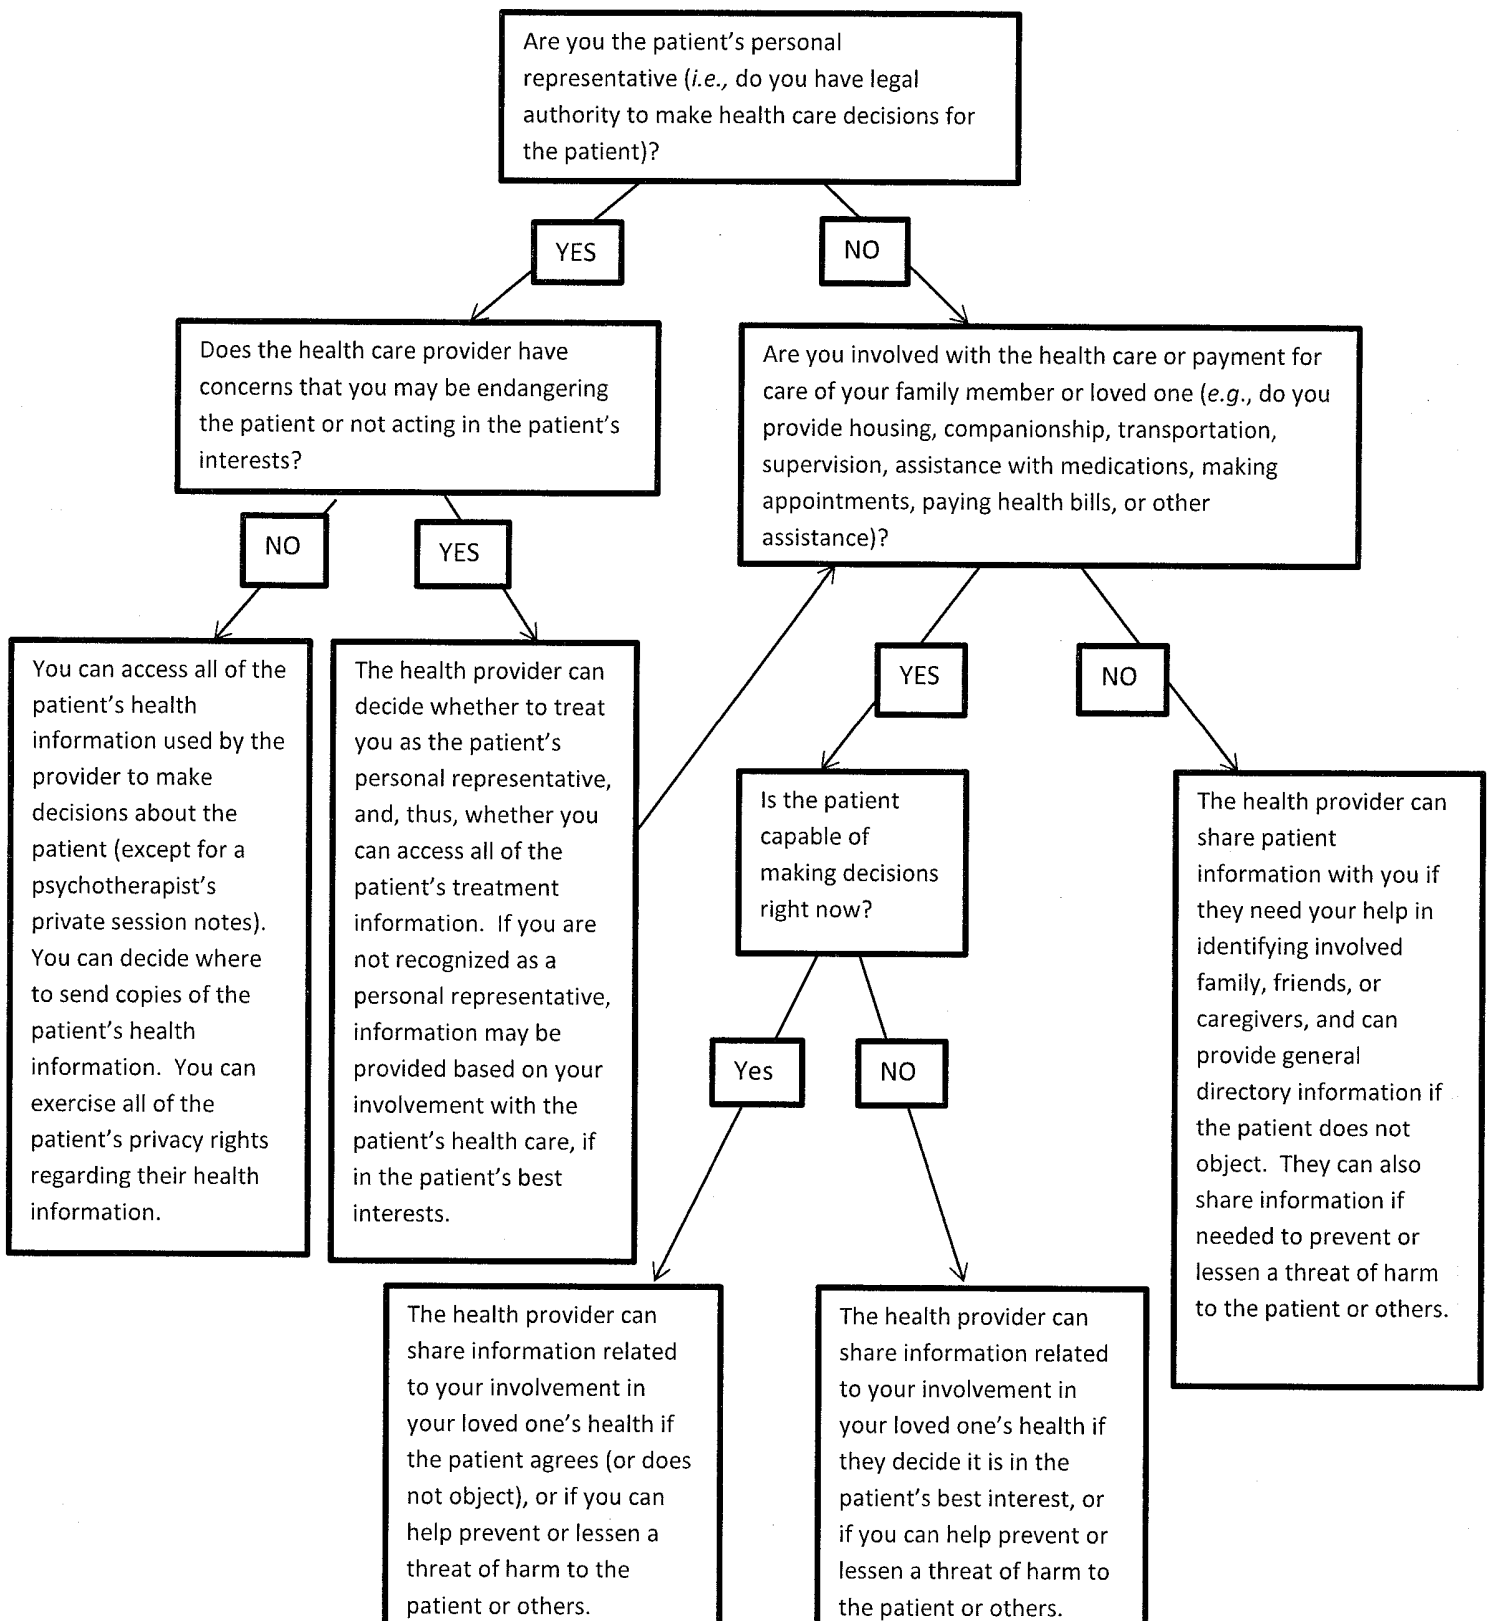 Are you the patient's personal
representative (i.e., do you have legal
authority to make health care decisions for
the patient)?
YES
NO
Does the health care provider have
concerns that you may be endangering
the patient or not acting in the patient's
interests?
Are you involved with the health care or payment for
care of your family member or loved one (e.g., do you
provide housing, companionship, transportation,
supervision, assistance with medications, making
appointments, paying health bills, or other
assistance)?
NO
YES
You can access all of the
patient's health
information used by the
provider to make
decisions about the
patient (except for a
psychotherapist's
private session notes).
You can decide where
to send copies of the
patient's health
information.  You can
exercise all of the
patient's privacy rights
regarding their health
information.
The health provider can
decide whether to treat
you as the patient's
personal representative,
and, thus, whether you
can access all of the
patient's treatment
information.  If you are
not recognized as a
personal representative,
information may be
provided based on your
involvement with the
patient's health care, if
in the patient's best
interests.
YES
NO
Is the patient
capable of
making decisions
right now?
The health provider can
share patient
information with you if
they need your help in
identifying involved
family, friends, or
caregivers, and can
provide general
directory information if
the patient does not
object.  They can also
share information if
needed to prevent or
lessen a threat of harm
to the patient or others.
Yes
NO
The health provider can
share information related
to your involvement in
your loved one's health if
the patient agrees (or does
not object), or if you can
help prevent or lessen a
threat of harm to the
patient or others.
The health provider can
share information related
to your involvement in
your loved one's health if
they decide it is in the
patient's best interest, or
if you can help prevent or
lessen a threat of harm to
the patient or others.